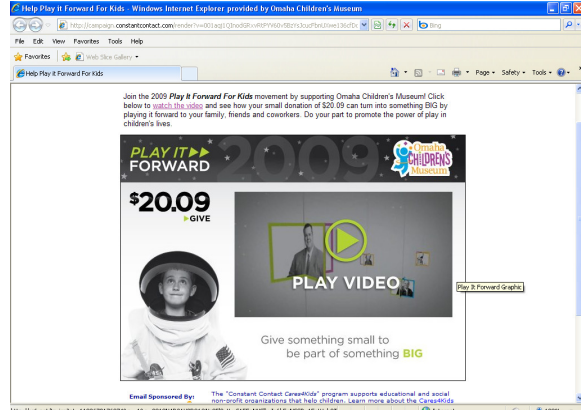 Help Play it Forward For Kids - Windows Internet Explorer provided by Omaha Children's Museum
Bing
File Edit View Favorites Tools Help
Favorites Web Slice Gallery
Help Play it Forward For Kids
Page Safety Tools
Join the 2009 Play It Forward For Kids movement by supporting Omaha Children's Museum! Click
below to watch the video and see how your small donation of $20.09 can turn into something BIG by
playing it forward to your family, friends and coworkers. Do your part to promote the power of play in
children's lives.
PLAY IT
FORWARD
2009
Omaha
CHILDREN'S
Museum
$20.09
GIVE
PLAY VIDEO
Play It Forward Graphic
Give something small to
be part of something BIG
Email Sponsored By:
The "Constant Contact Cares4Kids" program supports educational and social
non-profit organizations that help children. Learn more about the Cares4Kids